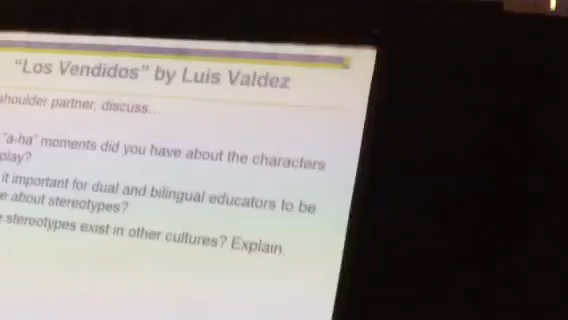 "Los Vendidos" by Luis Valdez
shoulder partner, discuss...
"a-ha" moments did you have about the characters
play?
it important for dual and bilingual educators to be
about stereotypes?
stereotypes exist in other cultures? Explain.